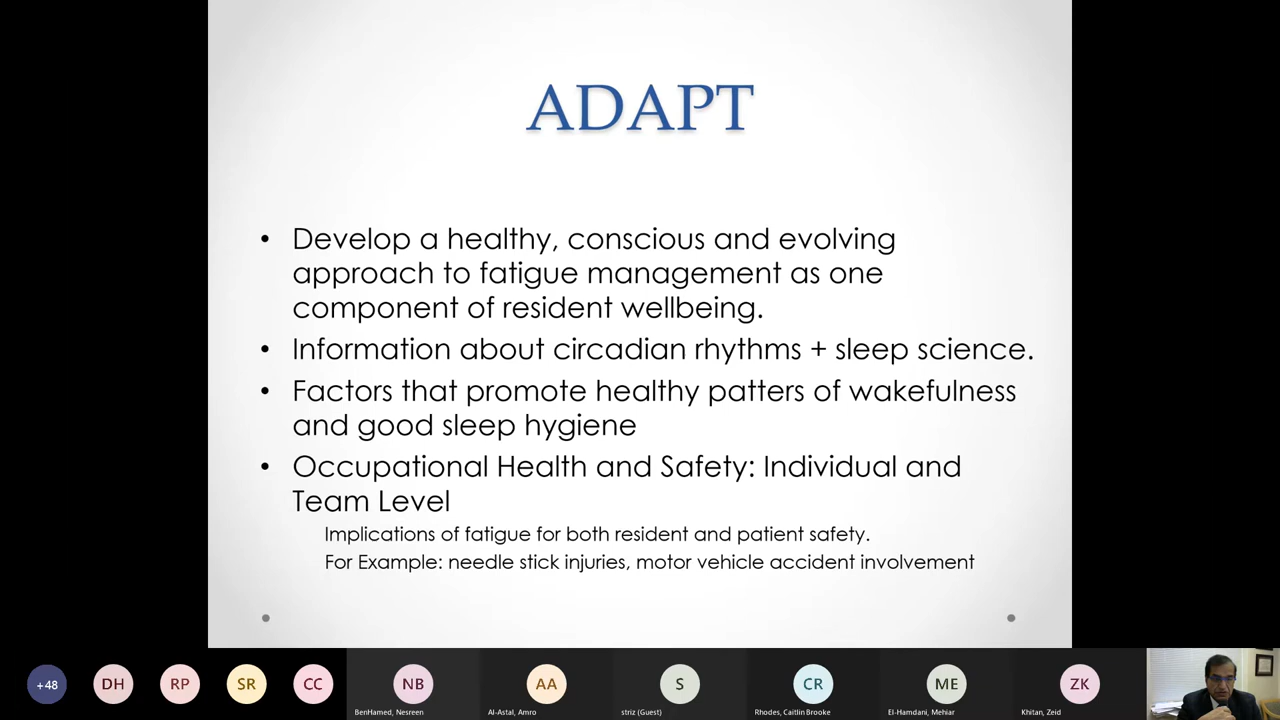 ADAPT
• Develop a healthy, conscious and evolving
approach to fatigue management as one
component of resident wellbeing.
• Information about circadian rhythms + sleep science.
• Factors that promote healthy patters of wakefulness
and good sleep hygiene
• Occupational Health and Safety: Individual and
Team Level
Implications of fatigue for both resident and patient safety.
For Example: needle stick injuries, motor vehicle accident involvement
+48 DH RP SR CC NB AA S CR ME ZK
BenHamed, Nesreen Al-Astal, Amro striz (Guest) Rhodes, Caitlin Brooke El-Hamdani, Mehiar Khitan, Zeid